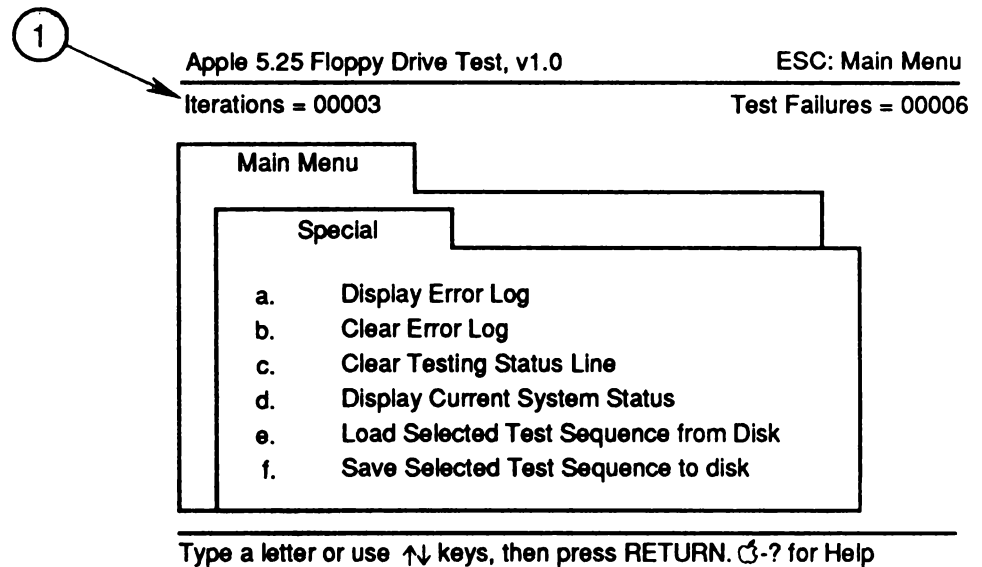 1
Apple 5.25 Floppy Drive Test, v1.0 ESC: Main Menu
Iterations = 00003 Test Failures = 00006
Main Menu
Special
a. Display Error Log
b. Clear Error Log
c. Clear Testing Status Line
d. Display Current System Status
e. Load Selected Test Sequence from Disk
f. Save Selected Test Sequence to disk
Type a letter or use ↑↓ keys, then press RETURN. -? for Help